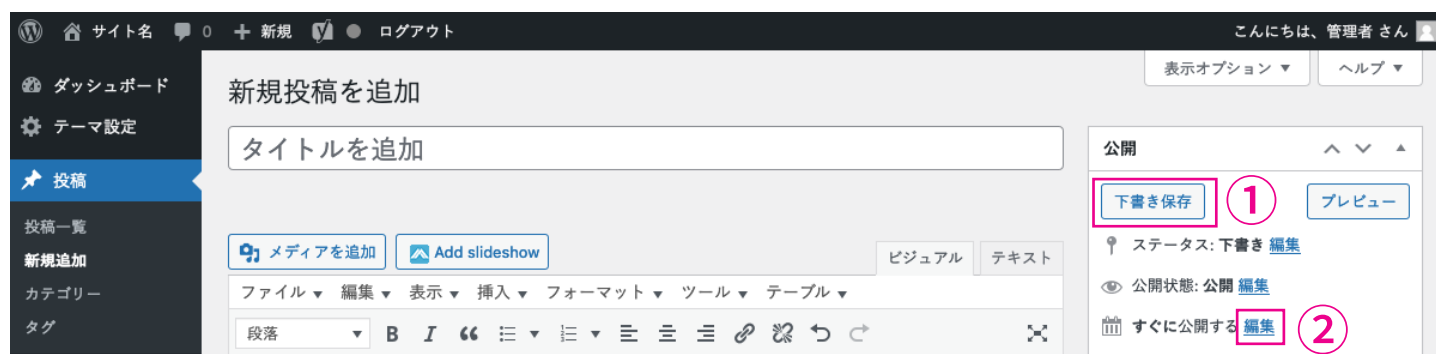 サイト名 0 新規 ログアウト こんにちは、管理者 さん
ダッシュボード
テーマ設定
投稿
投稿一覧
新規追加
カテゴリー
タグ
表示オプション ▼ ヘルプ ▼
新規投稿を追加
タイトルを追加
メディアを追加 Add slideshow
ビジュアル テキスト
ファイル ▼ 編集 ▼ 表示 ▼ 挿入 ▼ フォーマット ▼ ツール ▼ テーブル ▼
段落 ▼ B I
公開
下書き保存 ① プレビュー
ステータス: 下書き 編集
公開状態: 公開 編集
すぐに公開する 編集 ②